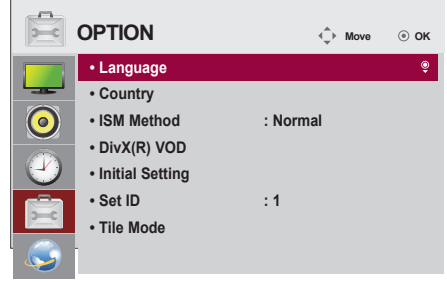 OPTION Move OK
• Language
• Country
• ISM Method : Normal
• DivX(R) VOD
• Initial Setting
• Set ID : 1
• Tile Mode